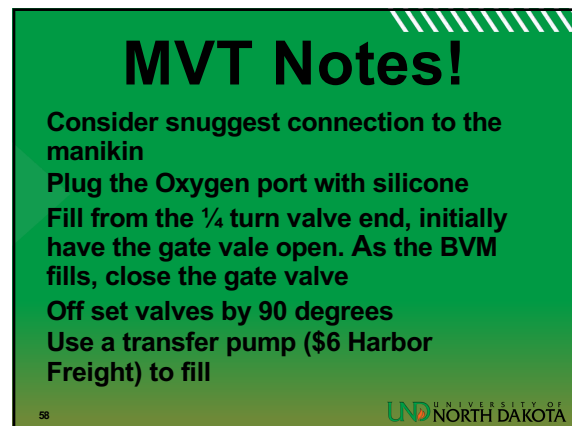 MVT Notes!
Consider snuggest connection to the
manikin
Plug the Oxygen port with silicone
Fill from the ¼ turn valve end, initially
have the gate vale open. As the BVM
fills, close the gate valve
Off set valves by 90 degrees
Use a transfer pump ($6 Harbor
Freight) to fill
58
UND UNIVERSITY OF
NORTH DAKOTA